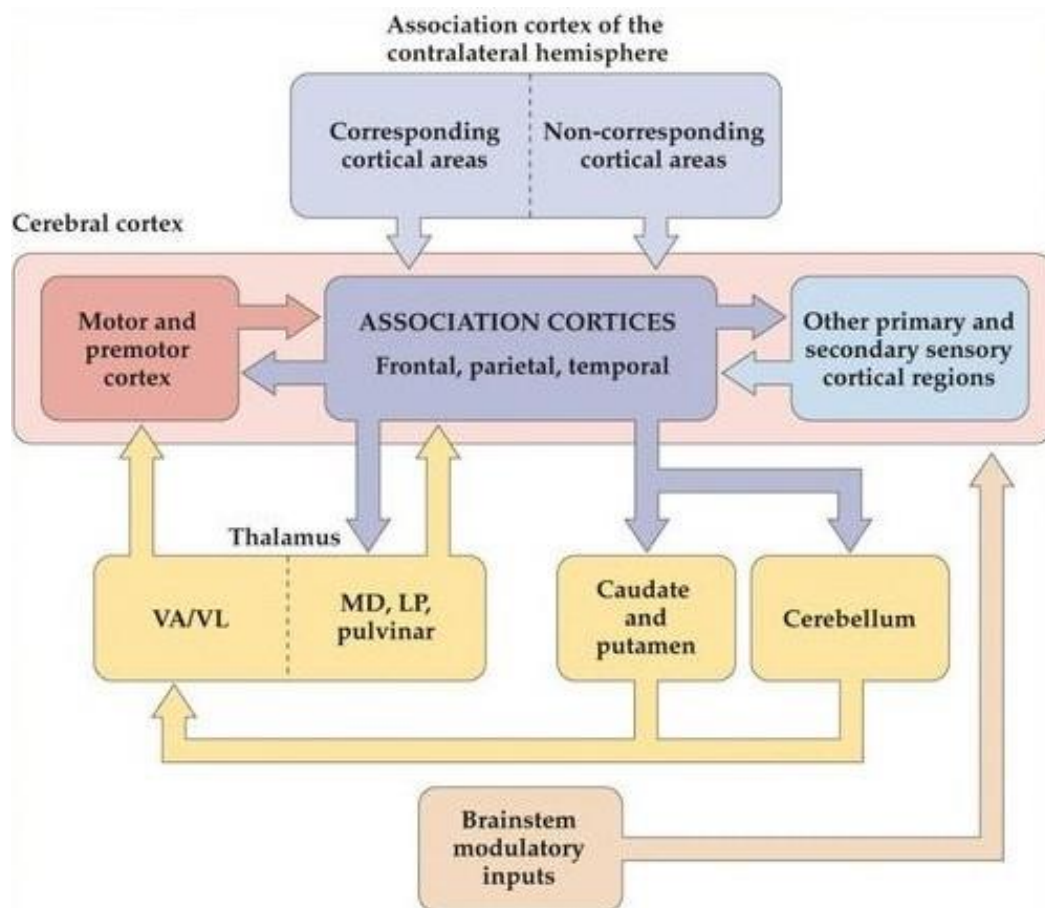 Association cortex of the
contralateral hemisphere
Corresponding
cortical areas
Non-corresponding
cortical areas
Cerebral cortex
Motor and
premotor
cortex
ASSOCIATION CORTICES
Frontal, parietal, temporal
Other primary and
secondary sensory
cortical regions
Thalamus
VA/VL
MD, LP,
pulvinar
Caudate
and
putamen
Cerebellum
Brainstem
modulatory
inputs